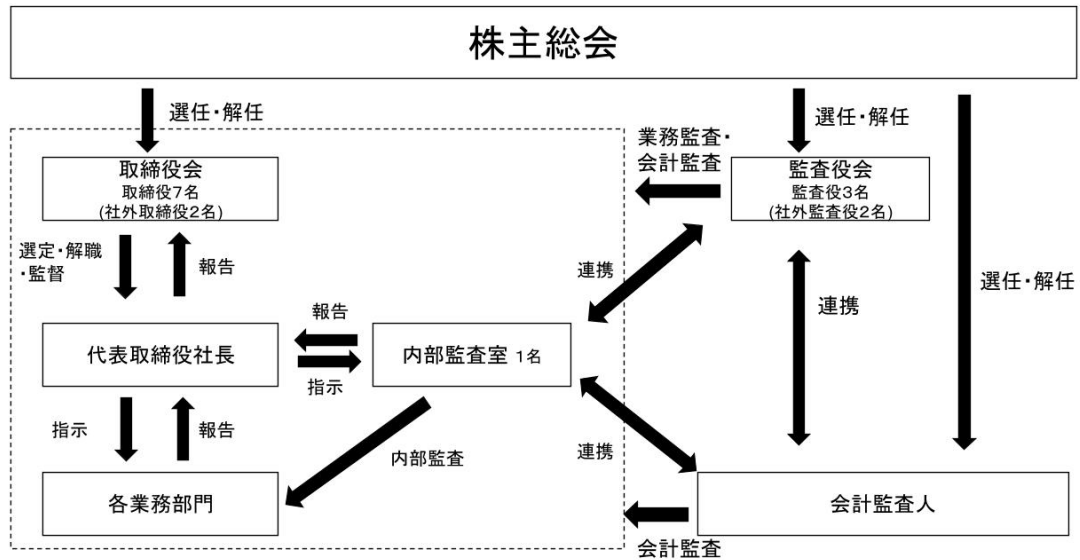 株主総会
選任・解任
選任・解任
業務監査・
会計監査
取締役会
取締役7名
(社外取締役2名)
監査役会
監査役3名
(社外監査役2名)
選定・解職
・監督
報告
連携
選任・解任
連携
報告
代表取締役社長
内部監査室 1名
指示
指示
報告
内部監査
連携
各業務部門
会計監査人
会計監査